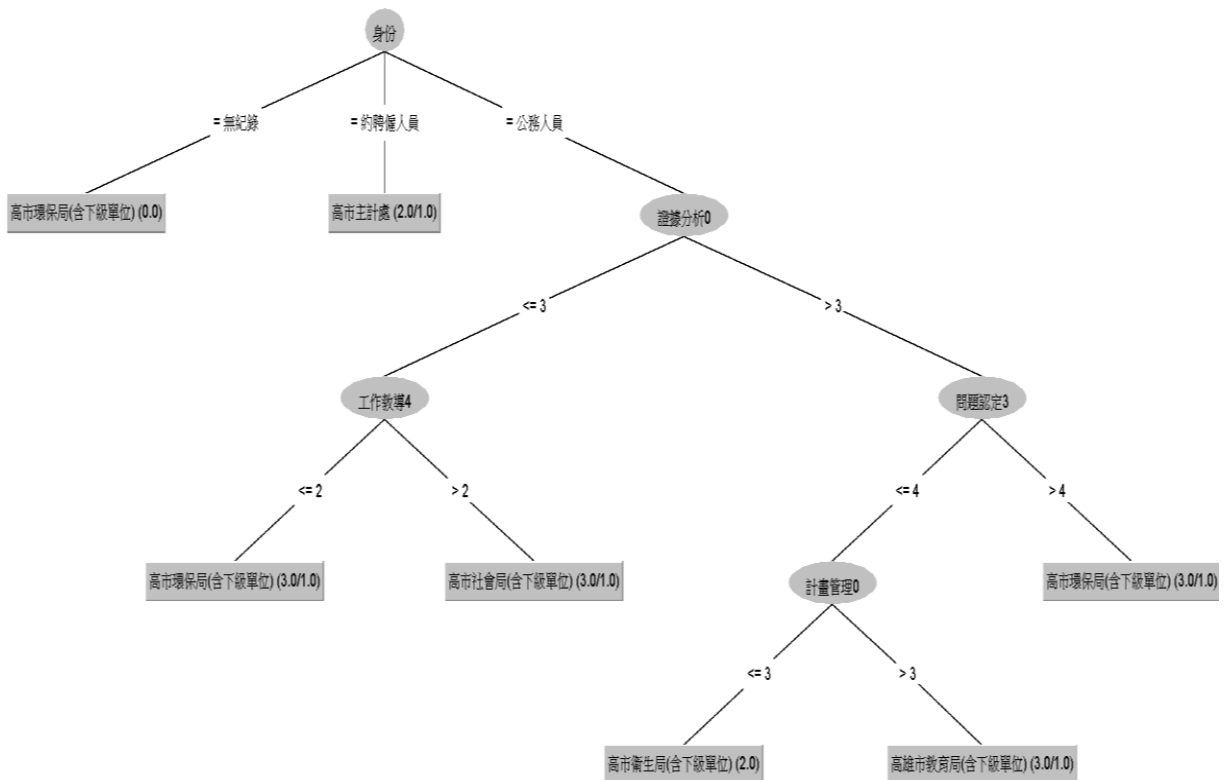 身份
= 無紀錄
= 約聘僱人員
= 公務人員
高市環保局(含下級單位) (0.0)
高市主計處 (2.0/1.0)
證據分析0
<= 3
> 3
工作教導4
問題認定3
<= 2
> 2
<= 4
> 4
高市環保局(含下級單位) (3.0/1.0)
高市社會局(含下級單位) (3.0/1.0)
計畫管理0
高市環保局(含下級單位) (3.0/1.0)
<= 3
> 3
高市衛生局(含下級單位) (2.0)
高雄市教育局(含下級單位) (3.0/1.0)